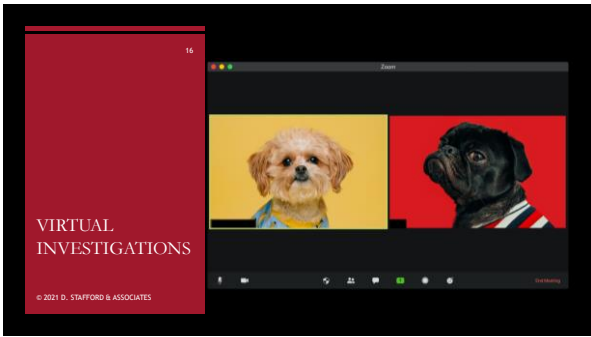 16
Zoom
VIRTUAL
INVESTIGATIONS
End Meeting
© 2021 D. STAFFORD & ASSOCIATES